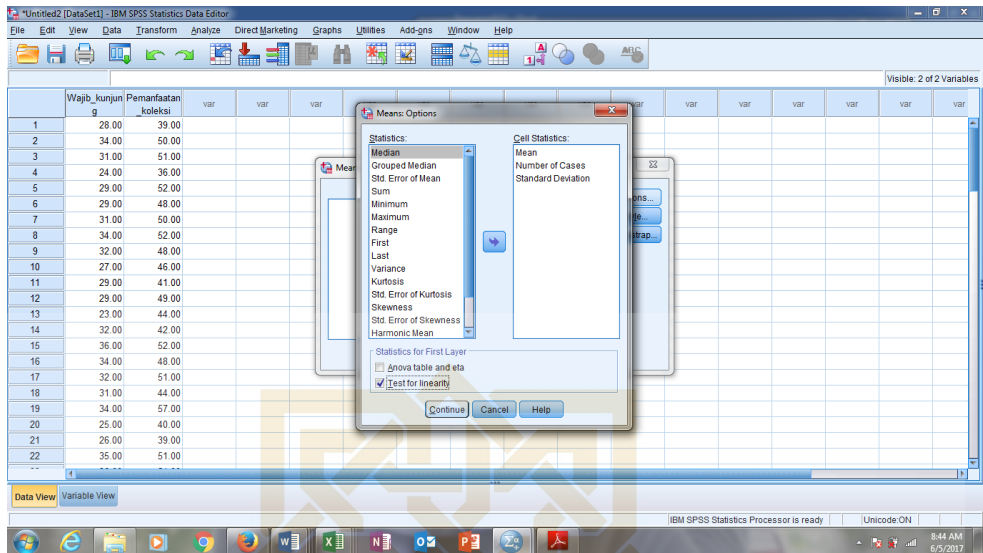 *Untitled2 [DataSet1] - IBM SPSS Statistics Data Editor
File Edit View Data Transform Analyze Direct Marketing Graphs Utilities Add-ons Window Help
Visible: 2 of 2 Variables
Wajib_kunjung Pemanfaatan_koleksi var var var var var var var var var var
1 28.00 39.00
2 34.00 50.00
3 31.00 51.00
4 24.00 36.00
5 29.00 52.00
6 29.00 48.00
7 31.00 50.00
8 34.00 52.00
9 32.00 48.00
10 27.00 46.00
11 29.00 41.00
12 29.00 49.00
13 23.00 44.00
14 32.00 42.00
15 36.00 52.00
16 34.00 48.00
17 32.00 51.00
18 31.00 44.00
19 34.00 57.00
20 25.00 40.00
21 26.00 39.00
22 35.00 51.00
Mean
ons...
strap...
Means: Options
Statistics:
Median
Grouped Median
Std. Error of Mean
Sum
Minimum
Maximum
Range
First
Last
Variance
Kurtosis
Std. Error of Kurtosis
Skewness
Std. Error of Skewness
Harmonic Mean
Cell Statistics:
Mean
Number of Cases
Standard Deviation
Statistics for First Layer
Anova table and eta
Test for linearity
Continue Cancel Help
Data View Variable View
IBM SPSS Statistics Processor is ready Unicode:ON
8:44 AM
6/5/2017